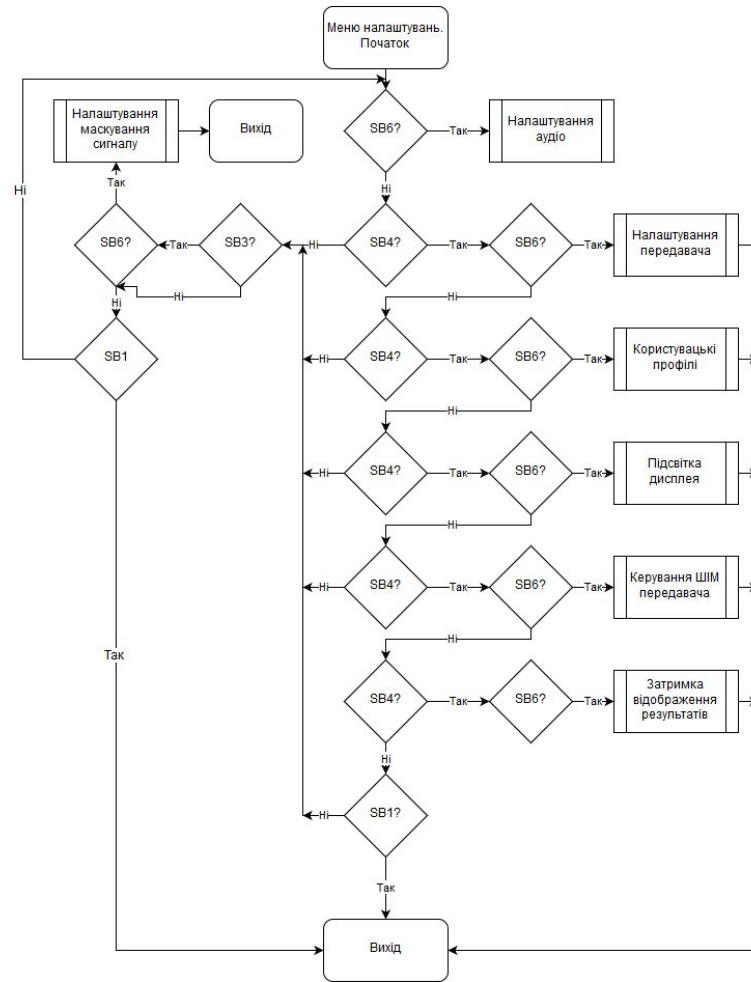 Меню налаштувань.
Початок
Налаштування
маскування
сигналу
Вихід
SB6?
Так
Налаштування
аудіо
Ні
Так
Ні
SB6?
Так
SB3?
Ні
SB4?
Так
SB6?
Так
Налаштування
передавача
Ні
Ні
Ні
SB1
Ні
SB4?
Так
SB6?
Так
Користувацькі
профілі
Ні
Ні
SB4?
Так
SB6?
Так
Підсвітка
дисплея
Ні
Ні
SB4?
Так
SB6?
Так
Керування ШІМ
передавача
Ні
Так
SB4?
Так
SB6?
Так
Затримка
відображення
результатів
Ні
Ні
SB1?
Так
Вихід